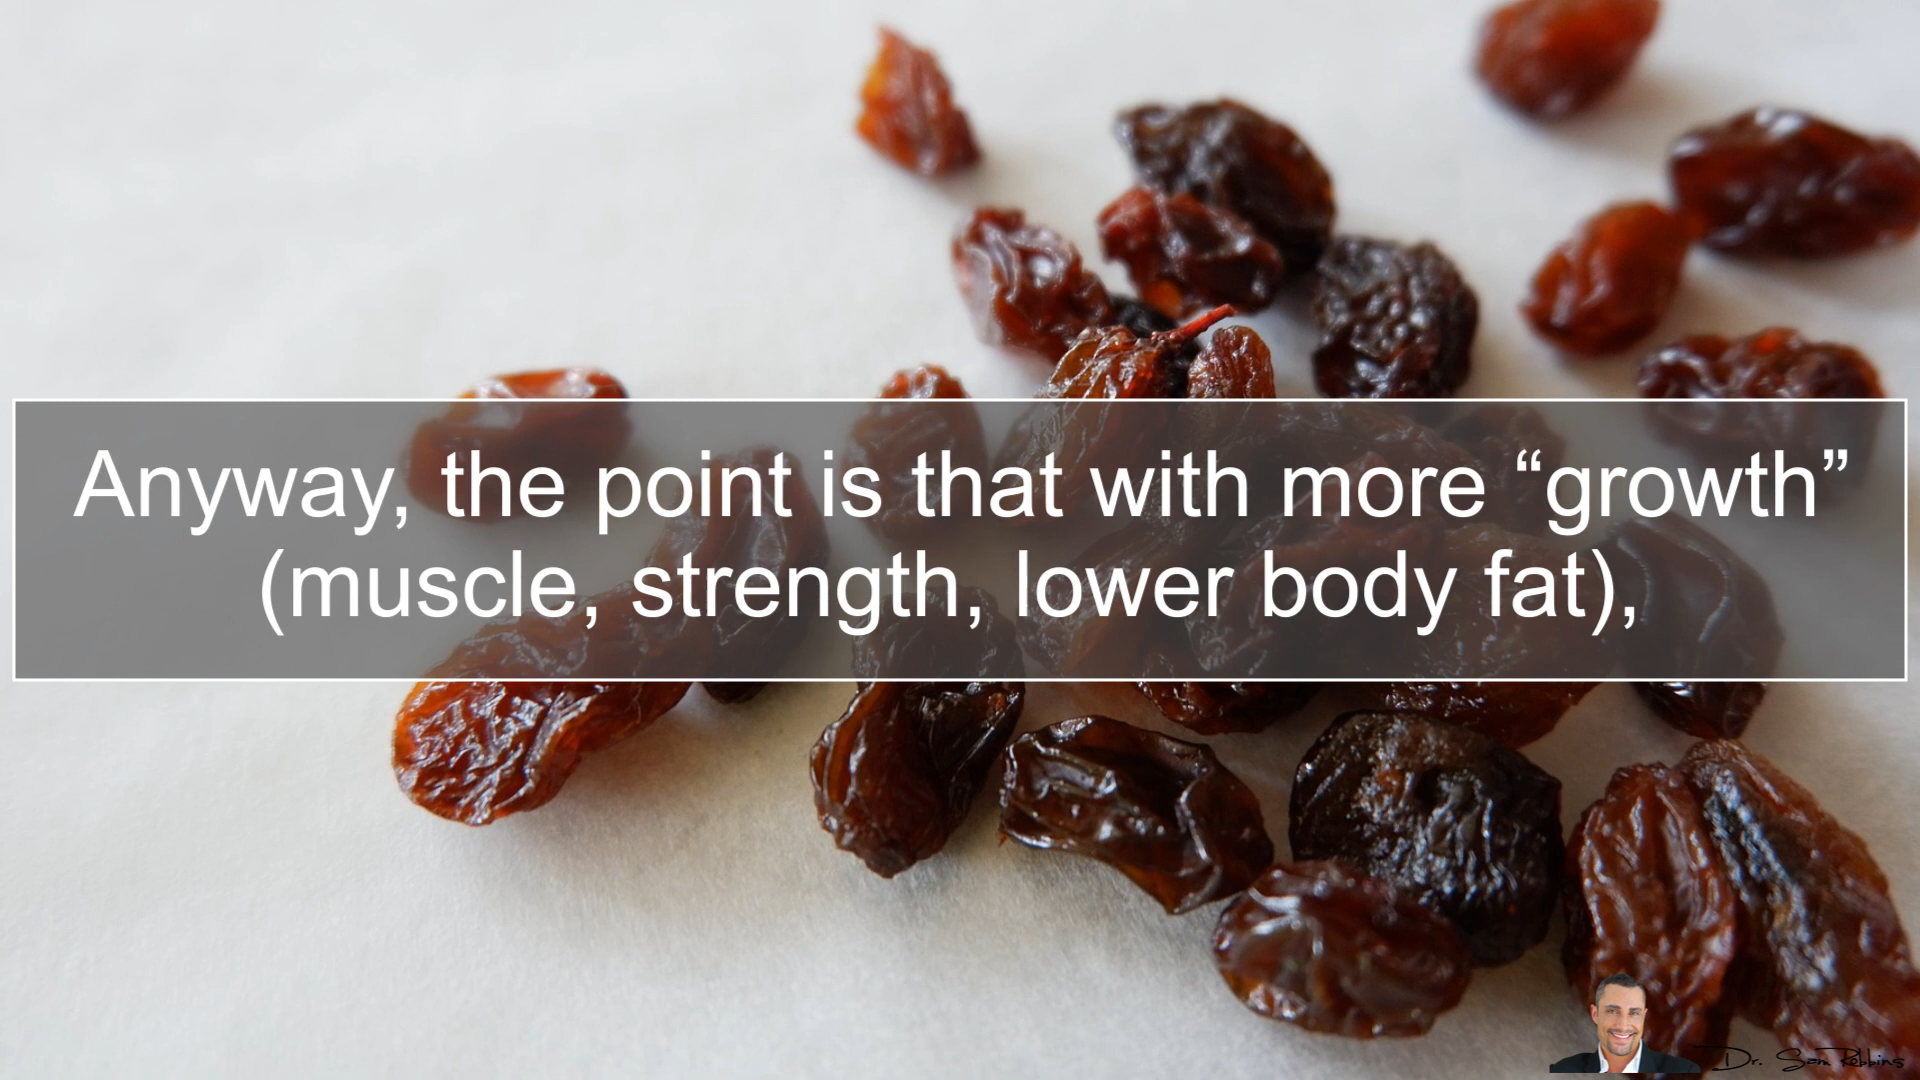 Anyway, the point is that with more “growth”
(muscle, strength, lower body fat),
Dr. Sam Robbins